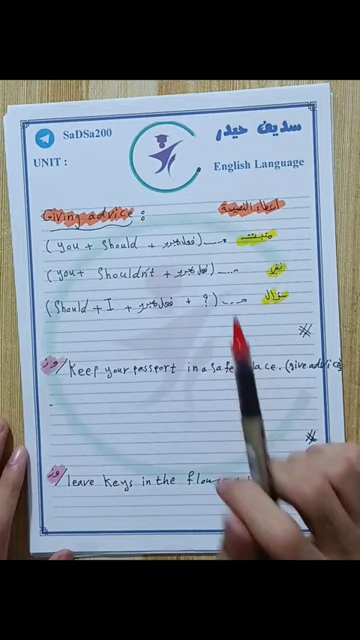 SaDSa200
سديف حيدر
UNIT :
English Language
Giving advice : اعطاء النصيحة
(you + should + فعل مجرد) مثبت
(you + shouldn't + فعل مجرد) نفي
(Should + I + فعل مجرد + ?) سؤال
Keep your passport in a safe place. (give advice)
leave keys in the